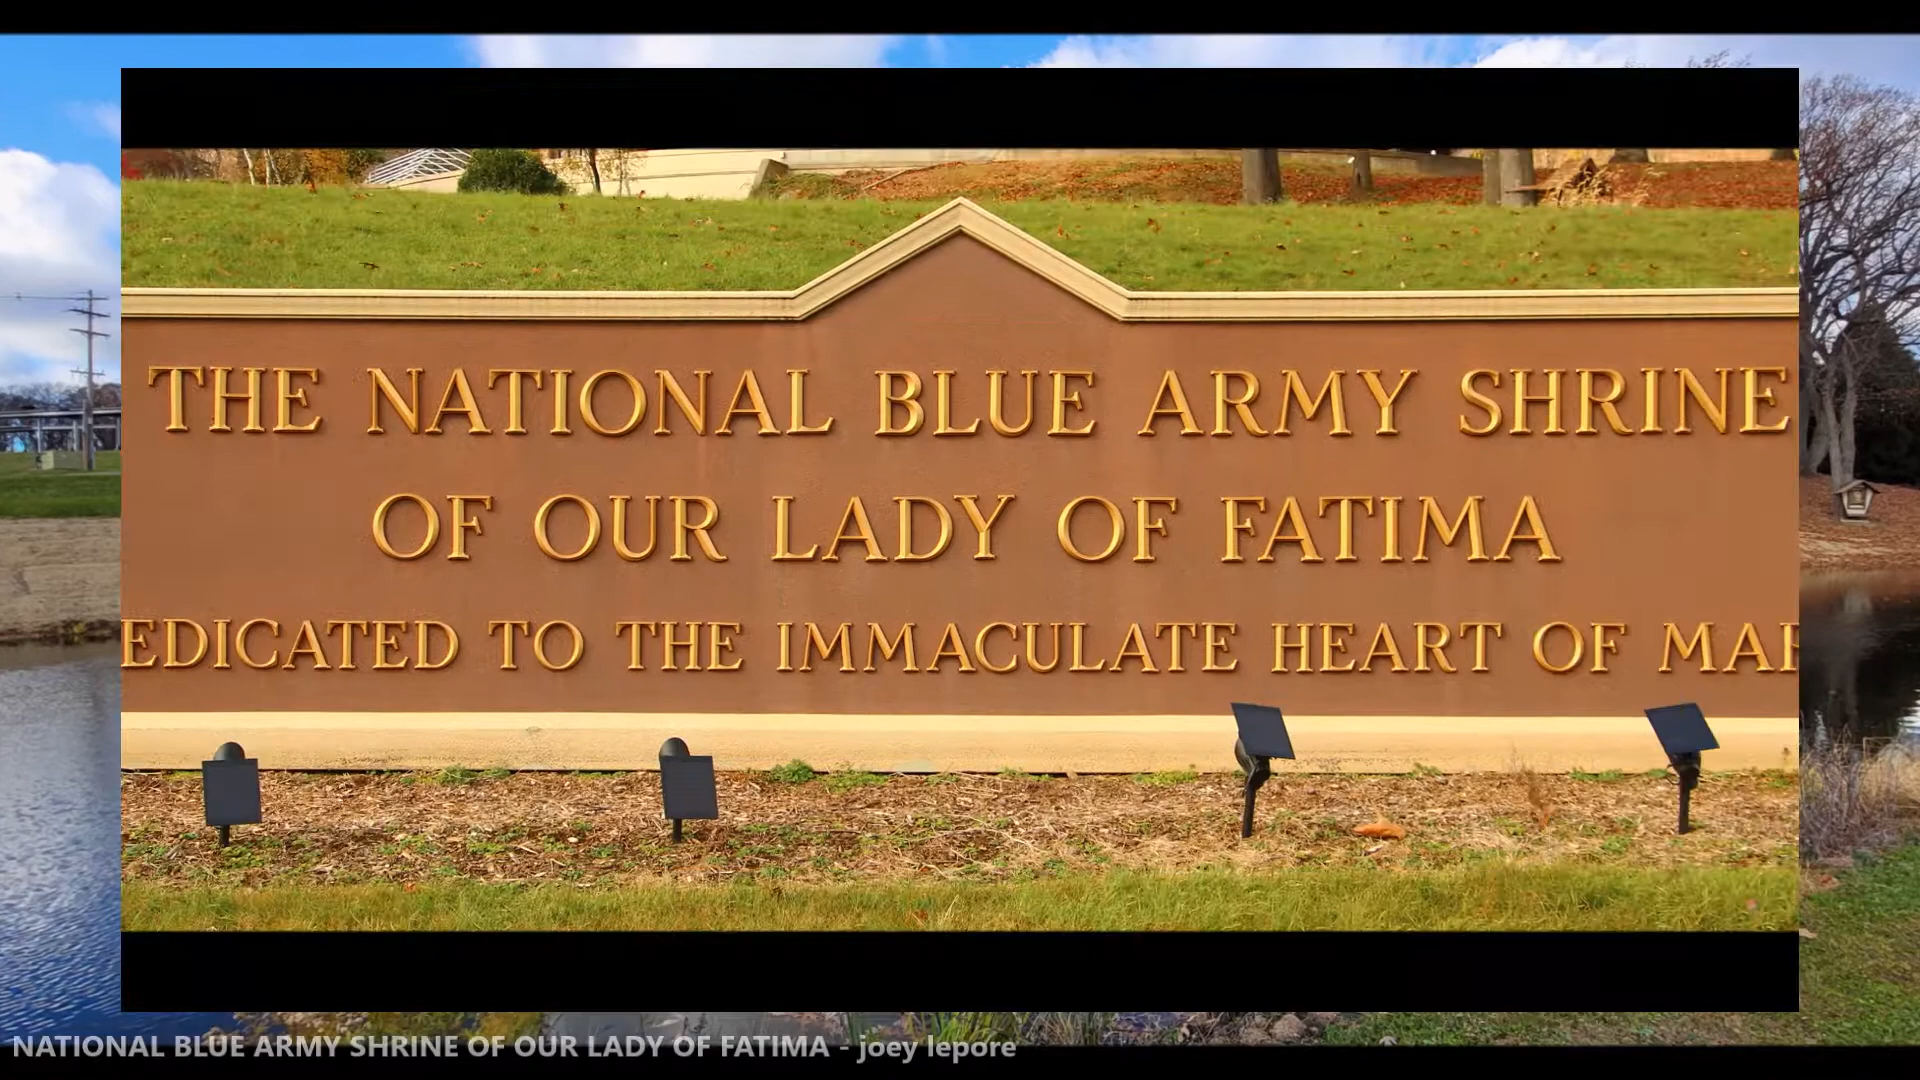 THE NATIONAL BLUE ARMY SHRINE
OF OUR LADY OF FATIMA
EDICATED TO THE IMMACULATE HEART OF MAR
NATIONAL BLUE ARMY SHRINE OF OUR LADY OF FATIMA - joey lepore